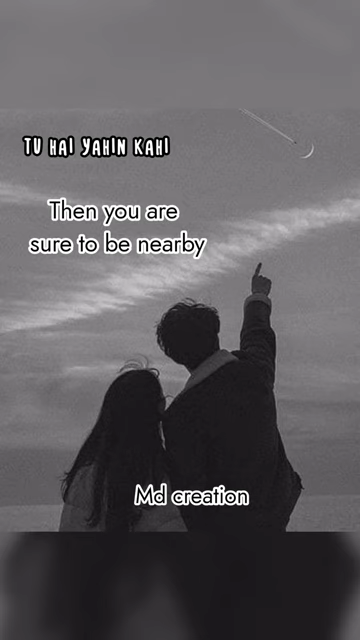 TU HAI YAHIN KAHI
Then you are
sure to be nearby
Md creation